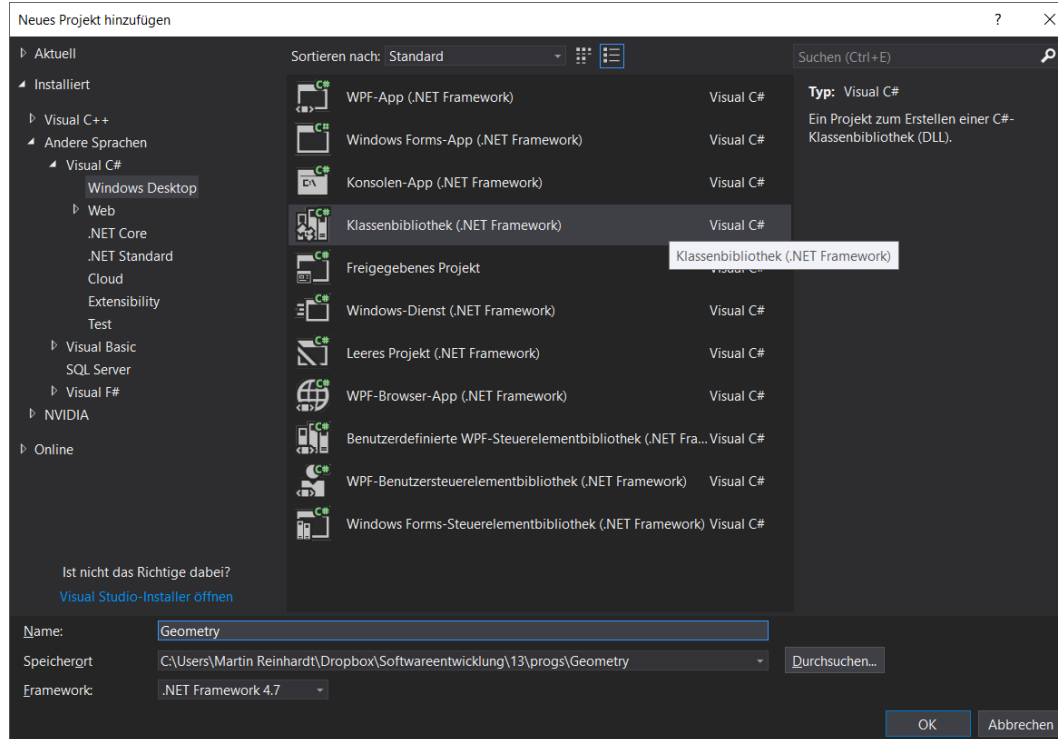 Neues Projekt hinzufügen
?
Aktuell
Installiert
Visual C++
Andere Sprachen
Visual C#
Windows Desktop
Web
.NET Core
.NET Standard
Cloud
Extensibility
Test
Visual Basic
SQL Server
Visual F#
NVIDIA
Online
Ist nicht das Richtige dabei?
Visual Studio-Installer öffnen
Sortieren nach: Standard
WPF-App (.NET Framework) Visual C#
Windows Forms-App (.NET Framework) Visual C#
Konsolen-App (.NET Framework) Visual C#
Klassenbibliothek (.NET Framework) Visual C#
Klassenbibliothek (.NET Framework)
Freigegebenes Projekt
Windows-Dienst (.NET Framework) Visual C#
Leeres Projekt (.NET Framework) Visual C#
WPF-Browser-App (.NET Framework) Visual C#
Benutzerdefinierte WPF-Steuerelementbibliothek (.NET Fra... Visual C#
WPF-Benutzersteuerelementbibliothek (.NET Framework) Visual C#
Windows Forms-Steuerelementbibliothek (.NET Framework) Visual C#
Suchen (Ctrl+E)
Typ: Visual C#
Ein Projekt zum Erstellen einer C#-
Klassenbibliothek (DLL).
Name: Geometry
Speicherort C:\Users\Martin Reinhardt\Dropbox\Softwareentwicklung\13\progs\Geometry
Durchsuchen...
Framework: .NET Framework 4.7
OK Abbrechen